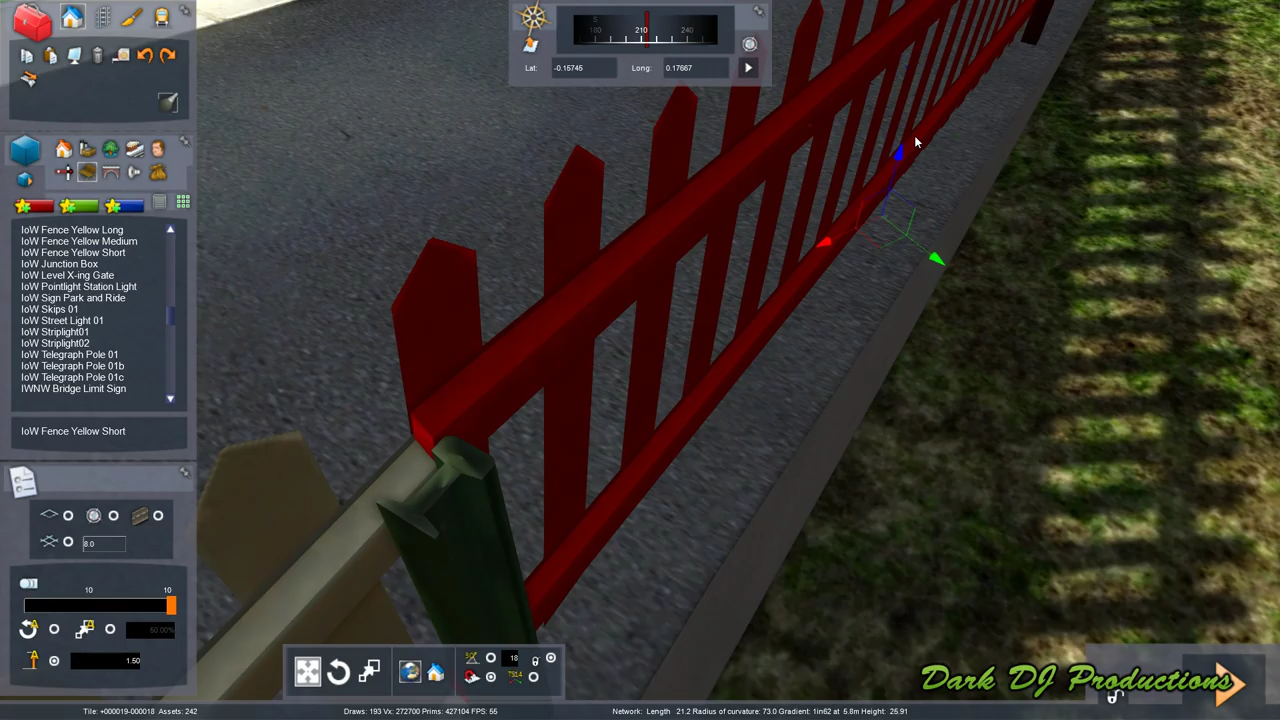 S
180 210 240
Lat: -0.15745 Long: 0.17667
IoW Fence Yellow Long
IoW Fence Yellow Medium
IoW Fence Yellow Short
IoW Junction Box
IoW Level X-ing Gate
IoW Pointlight Station Light
IoW Sign Park and Ride
IoW Skips 01
IoW Street Light 01
IoW Striplight01
IoW Striplight02
IoW Telegraph Pole 01
IoW Telegraph Pole 01b
IoW Telegraph Pole 01c
IWNW Bridge Limit Sign
IoW Fence Yellow Short
8.0
10 10
50.00%
1.50
18
Dark DJ Productions
Tile: +000019-000018 Assets: 242
Draws: 193 Vx: 272700 Prims: 427104 FPS: 55
Network: Length 21.2 Radius of curvature: 73.0 Gradient: 1in62 at 5.8m Height: 25.91